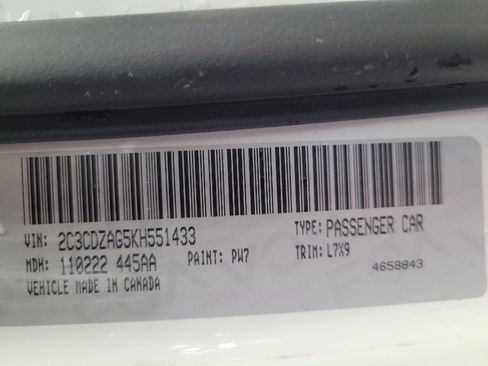 VIN: 2C3CDZAG5KH551433 TYPE: PASSENGER CAR
MDH: 110222 445AA PAINT: PW7 TRIM: L7X9
VEHICLE MADE IN CANADA 4658843